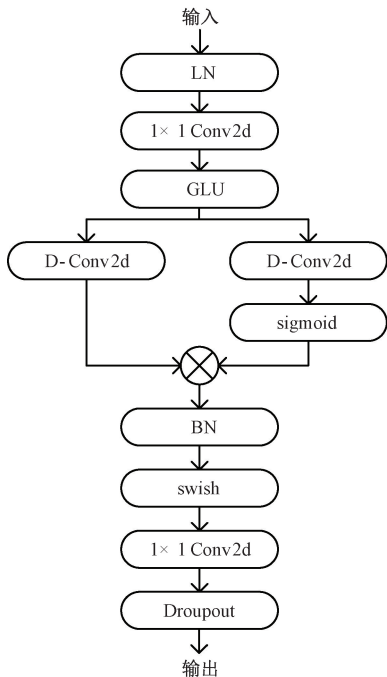 输入
LN
1× 1 Conv2d
GLU
D-Conv2d
D-Conv2d
sigmoid
BN
swish
1× 1 Conv2d
Droupout
输出